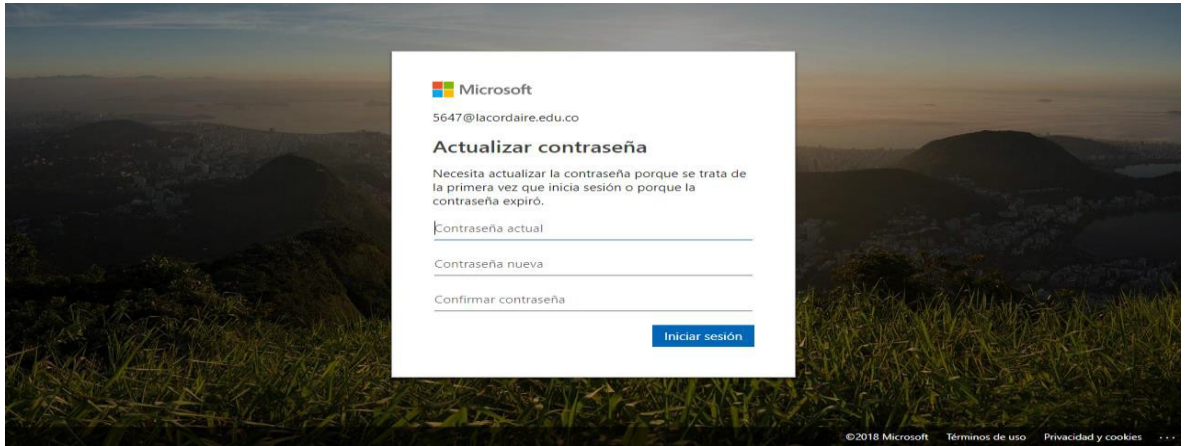 Microsoft
5647@lacordaire.edu.co
Actualizar contraseña
Necesita actualizar la contraseña porque se trata de
la primera vez que inicia sesión o porque la
contraseña expiró.
Contraseña actual
Contraseña nueva
Confirmar contraseña
Iniciar sesión
©2018 Microsoft Términos de uso Privacidad y cookies ...